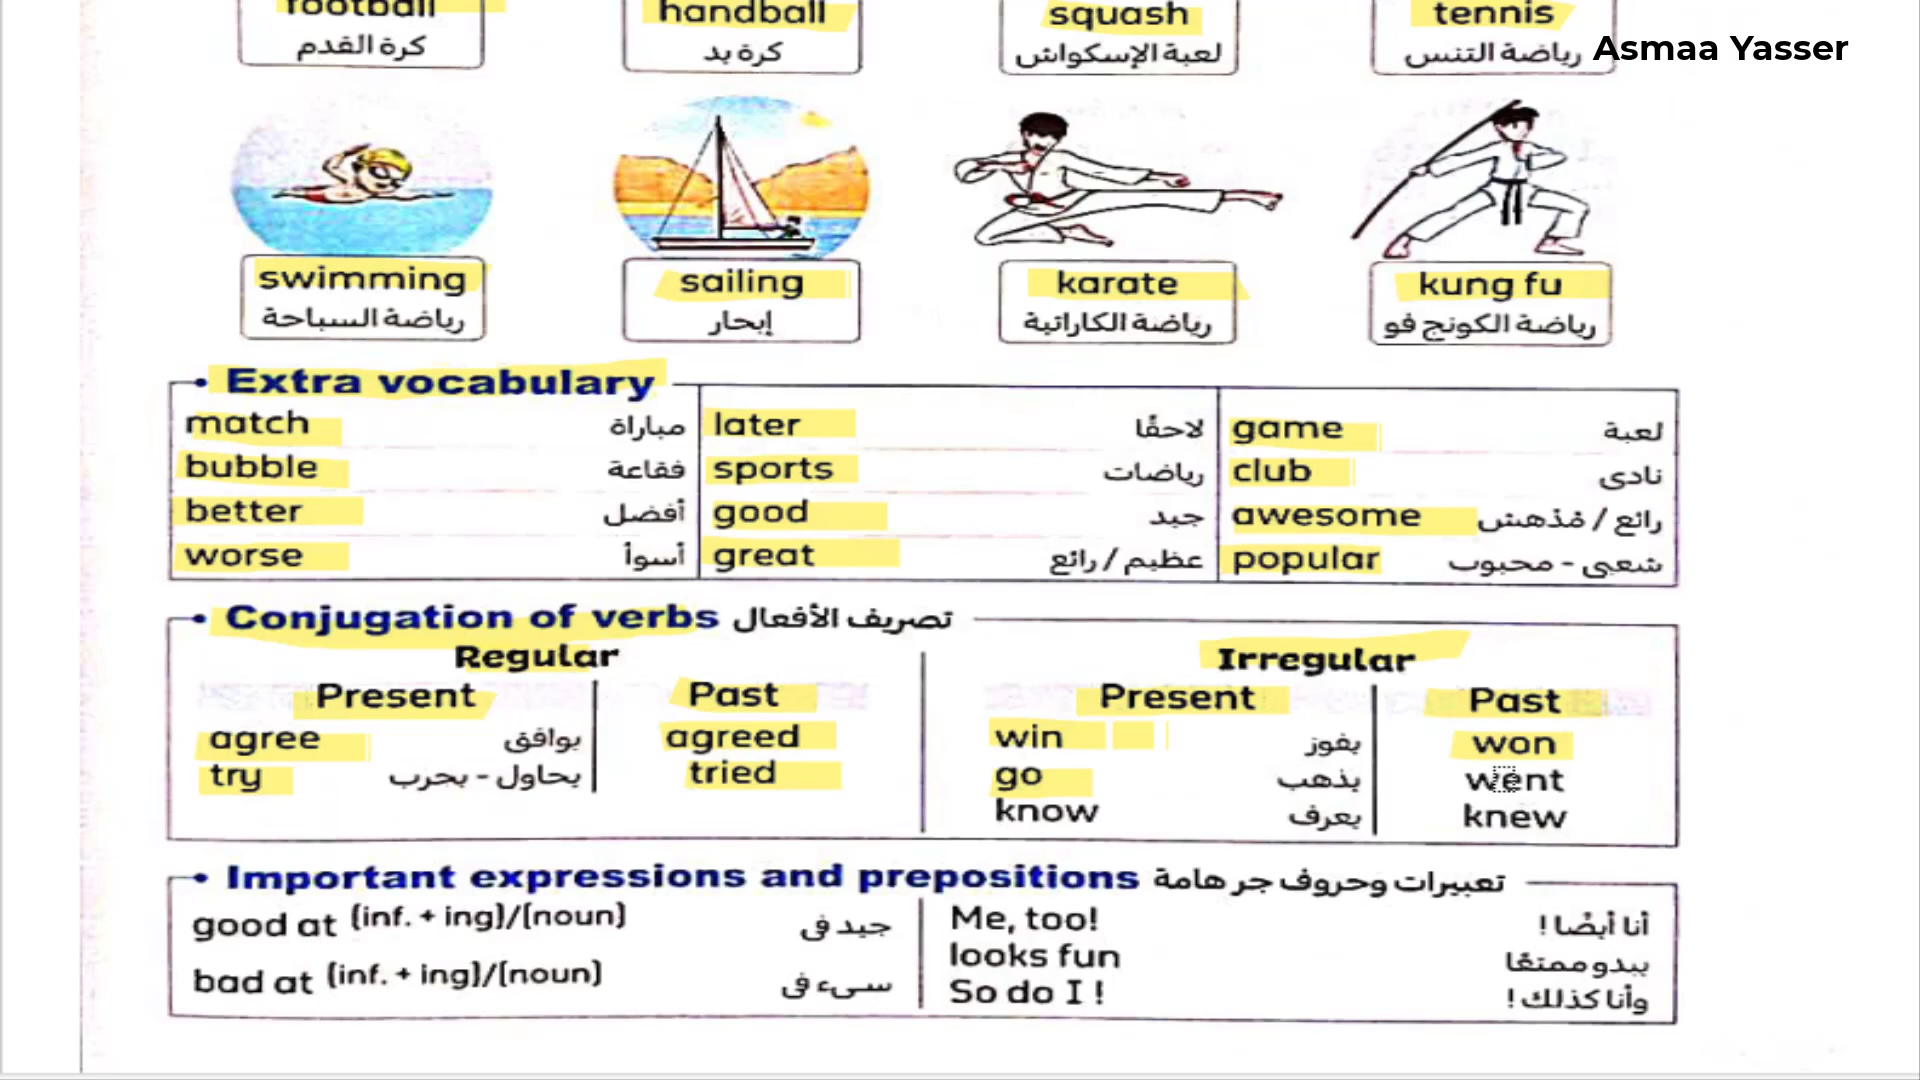 football handball squash tennis
كرة القدم كرة يد لعبة الإسكواش رياضة التنس Asmaa Yasser
swimming sailing karate kung fu
رياضة السباحة إبحار رياضة الكاراتية رياضة الكونج فو
• Extra vocabulary
match مباراة later لاحقًا game لعبة
bubble فقاعة sports رياضات club نادى
better أفضل good جيد awesome رائع / مُذهش
worse أسوأ great عظيم / رائع popular شعبى - محبوب
• Conjugation of verbs تصريف الأفعال
Regular Irregular
Present Past Present Past
agree يوافق agreed win يفوز won
try يحاول - يجرب tried go يذهب went
know يعرف knew
• Important expressions and prepositions تعبيرات وحروف جر هامة
good at (inf. + ing)/(noun) جيد فى Me, too! أنا أيضًا !
looks fun يبدو ممتعًا
bad at (inf. + ing)/(noun) سىء فى So do I ! وأنا كذلك !